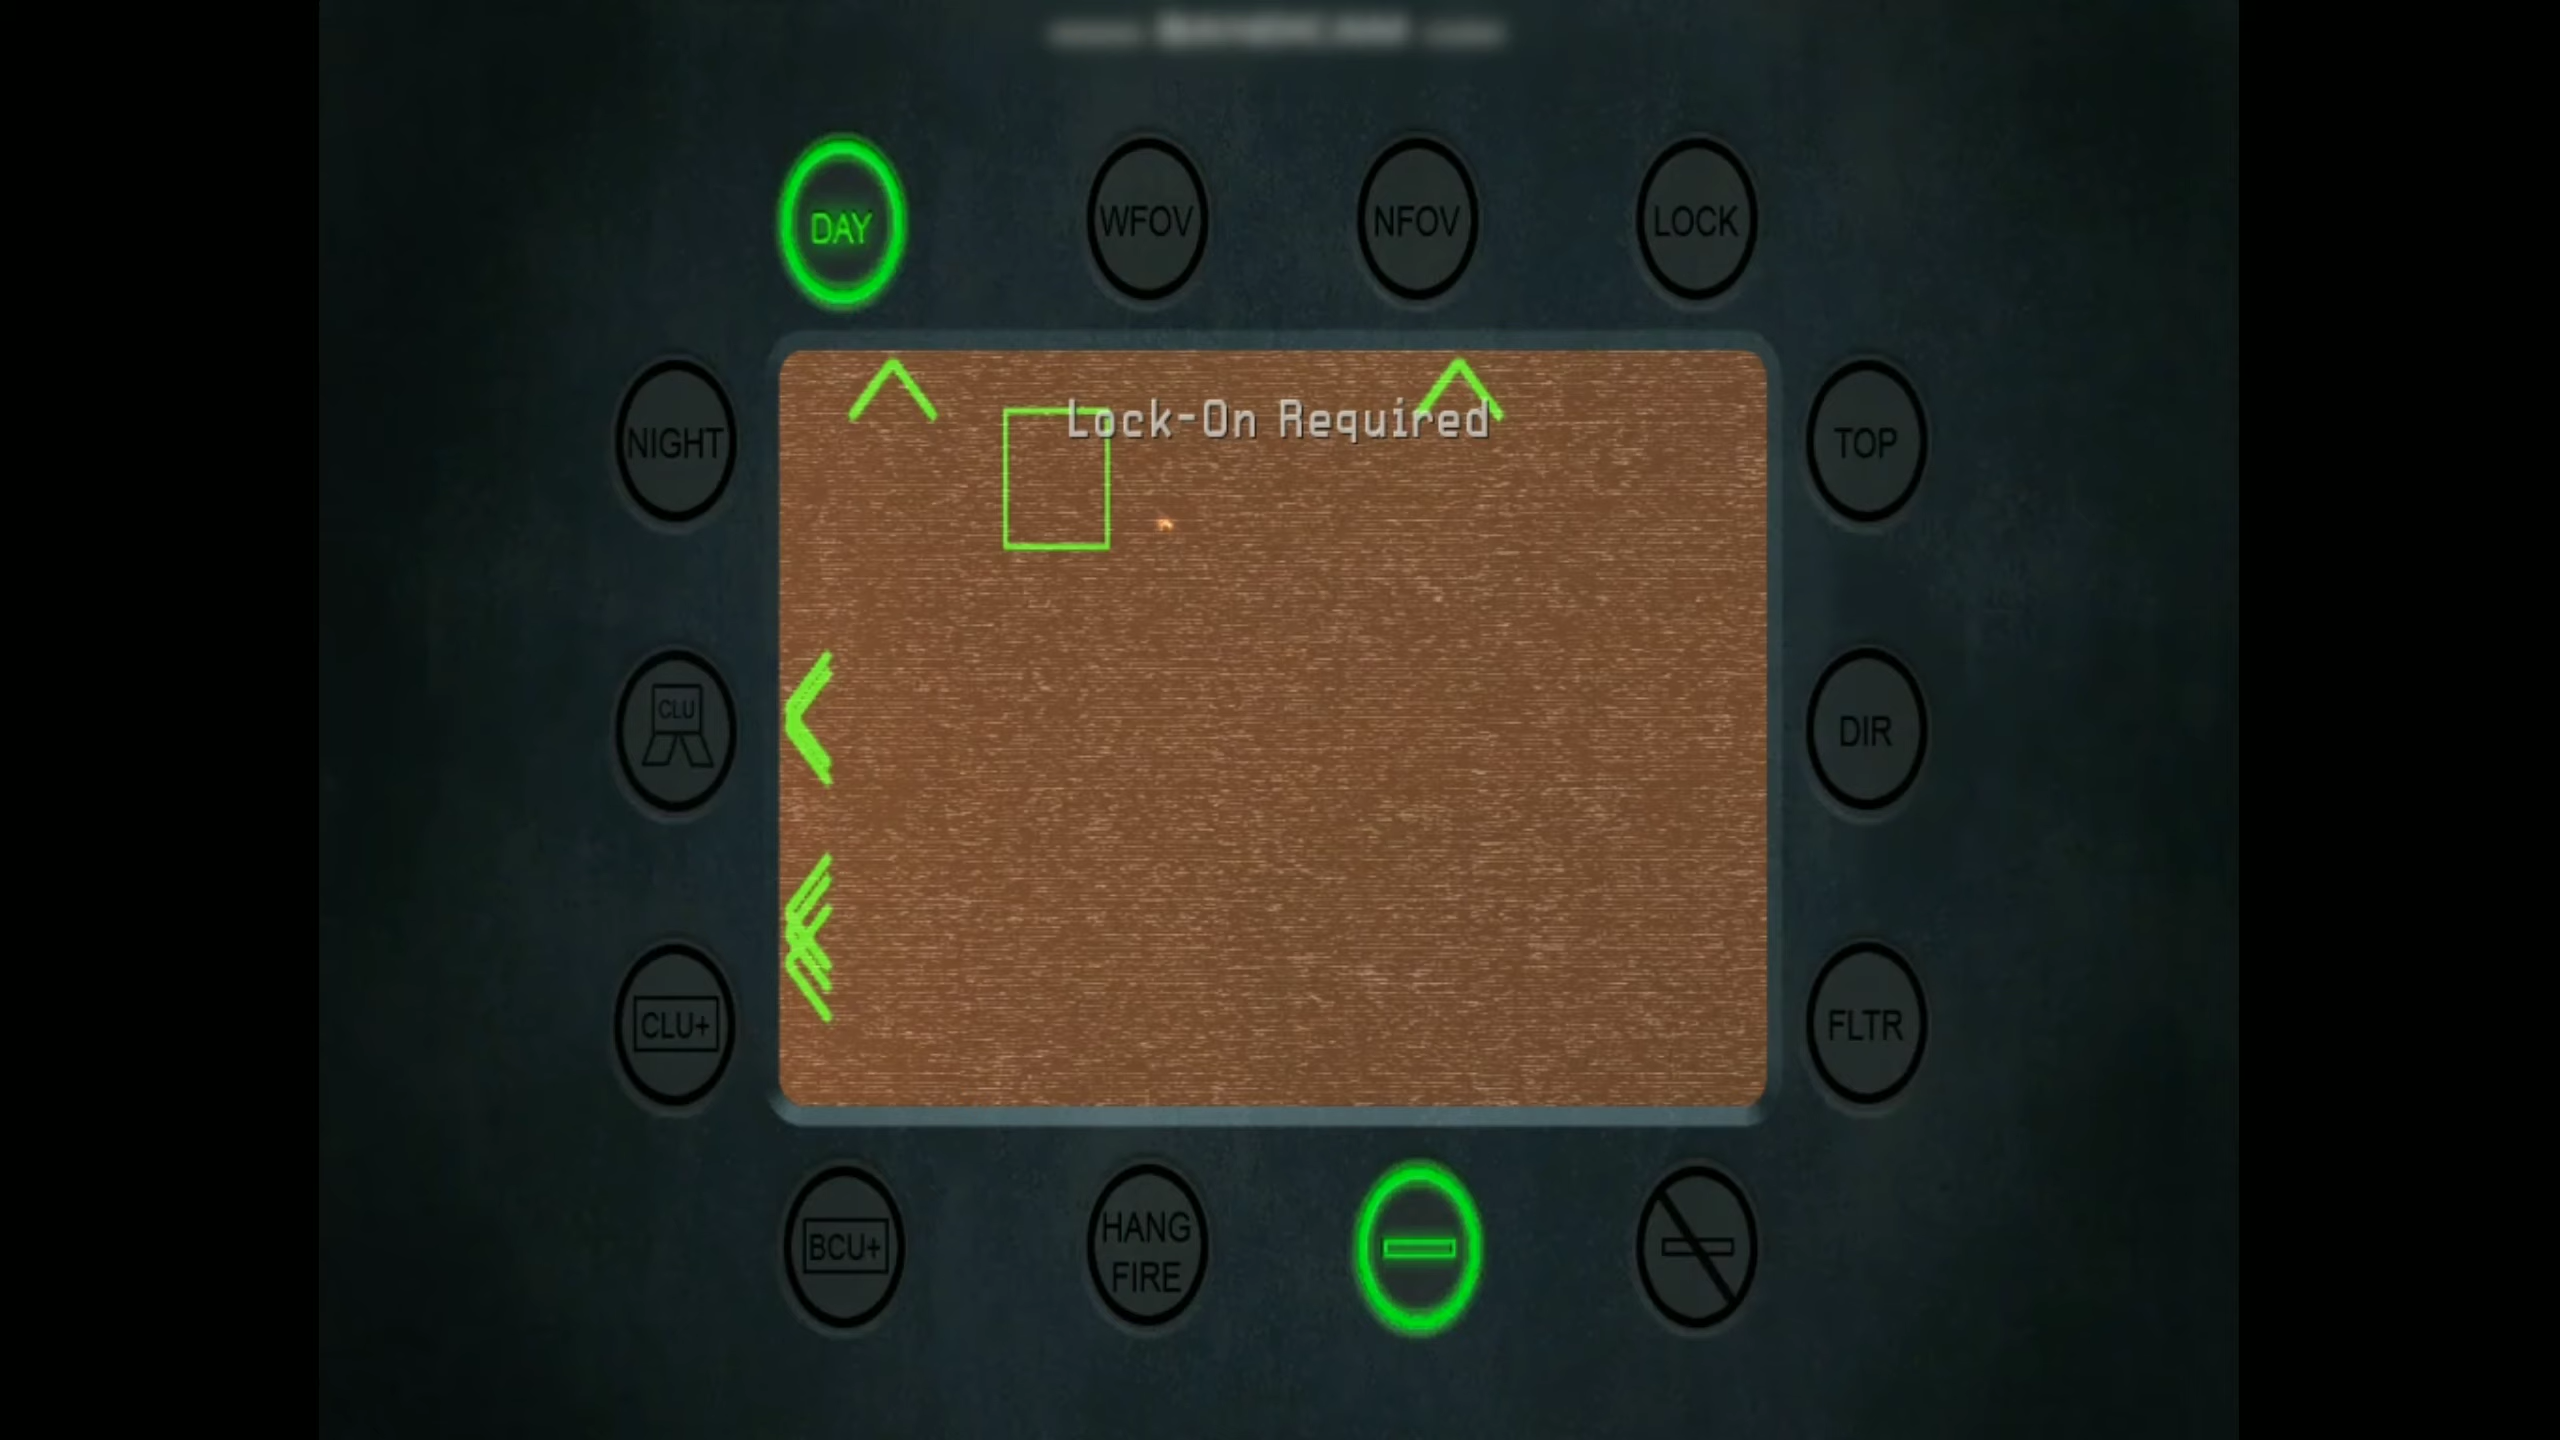 DAY
WFOV
NFOV
LOCK
Lock-On Required
NIGHT
TOP
CLU
DIR
CLU+
FLTR
BCU+
HANG
FIRE